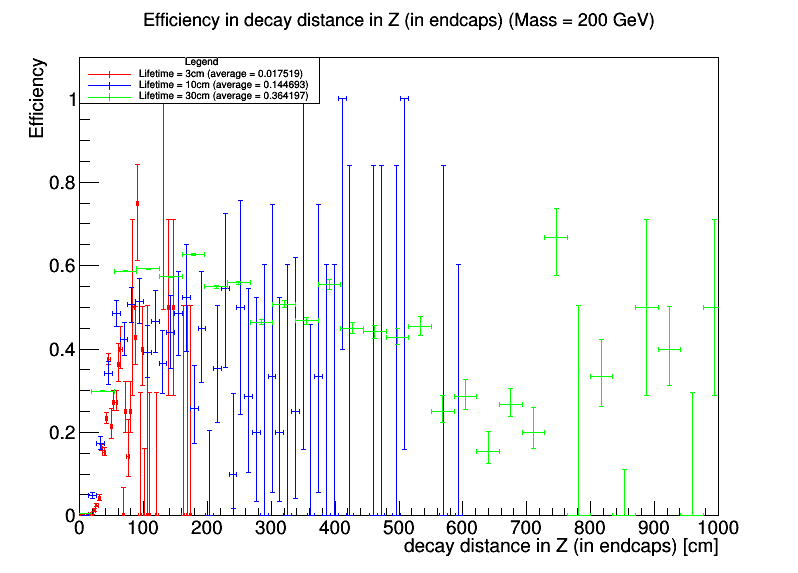 Efficiency in decay distance in Z (in endcaps) (Mass = 200 GeV)
Legend
Lifetime = 3cm (average = 0.017519)
Lifetime = 10cm (average = 0.144693)
Lifetime = 30cm (average = 0.364197)
Efficiency
1
0.8
0.6
0.4
0.2
0
0 100 200 300 400 500 600 700 800 900 1000
decay distance in Z (in endcaps) [cm]